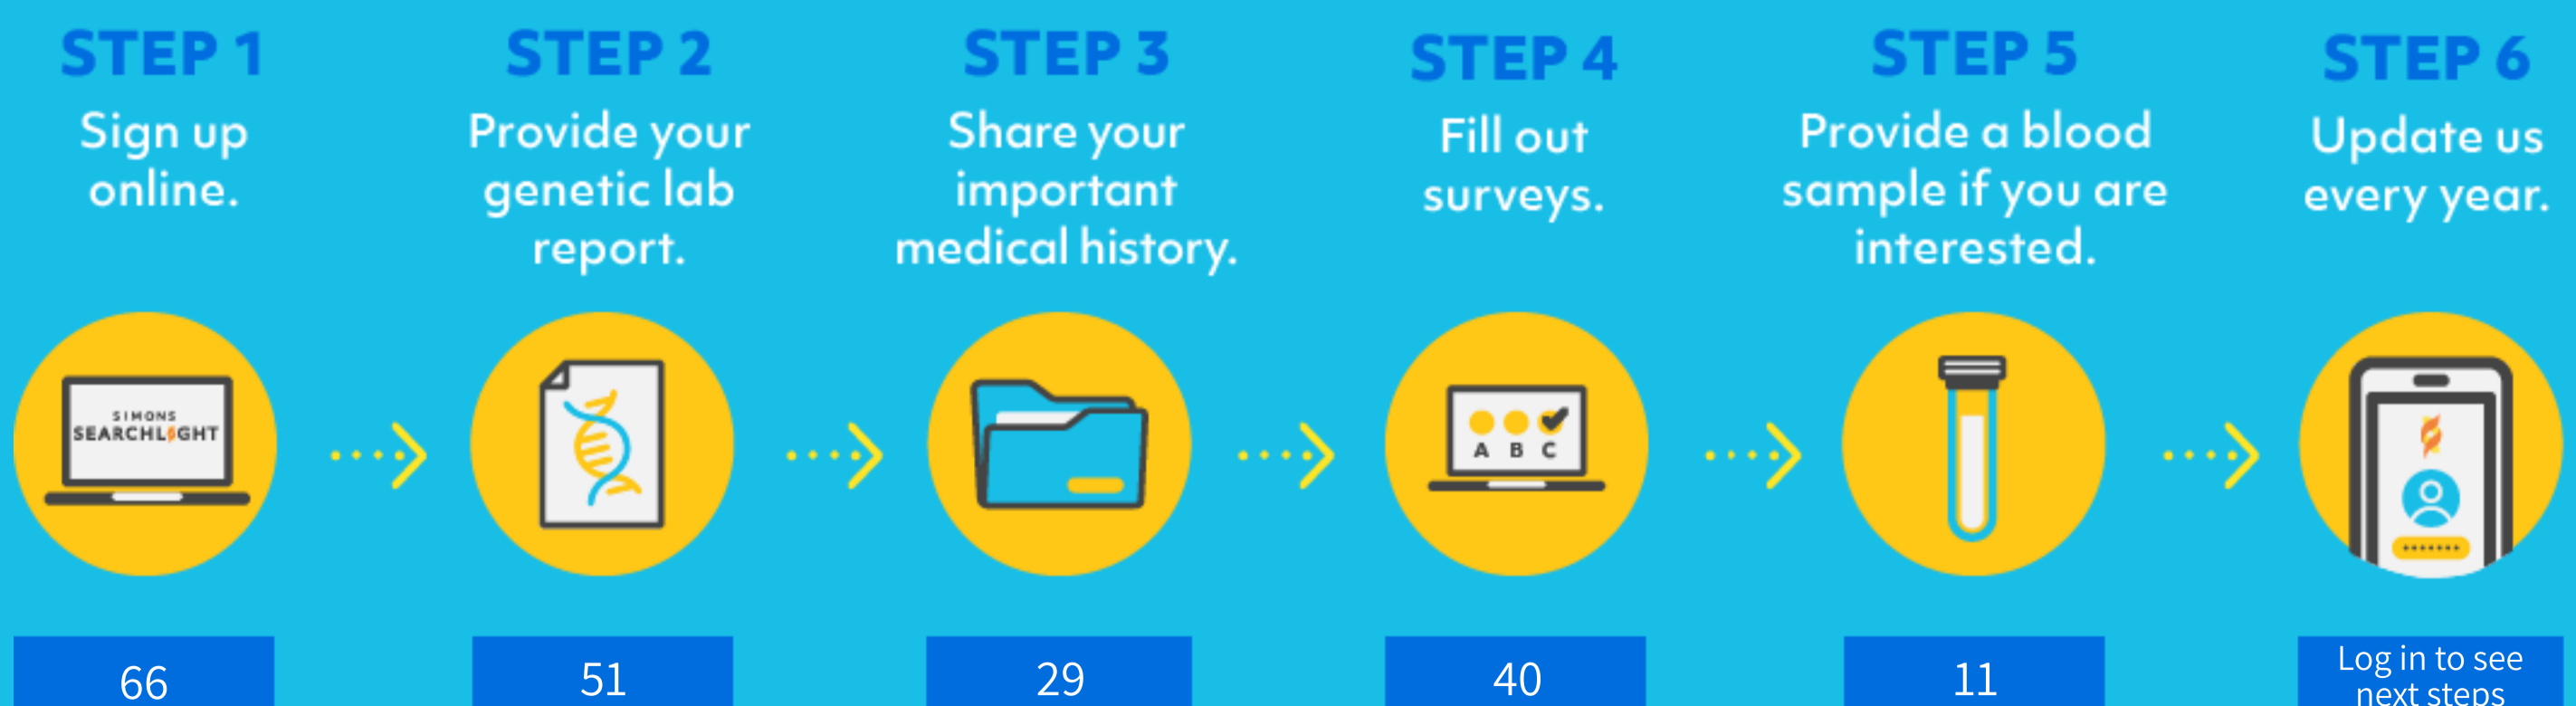 STEP 1
Sign up
online.
SIMONS
SEARCHLIGHT
66
STEP 2
Provide your
genetic lab
report.
51
STEP 3
Share your
important
medical history.
29
STEP 4
Fill out
surveys.
A B C
40
STEP 5
Provide a blood
sample if you are
interested.
11
STEP 6
Update us
every year.
Log in to see
next steps